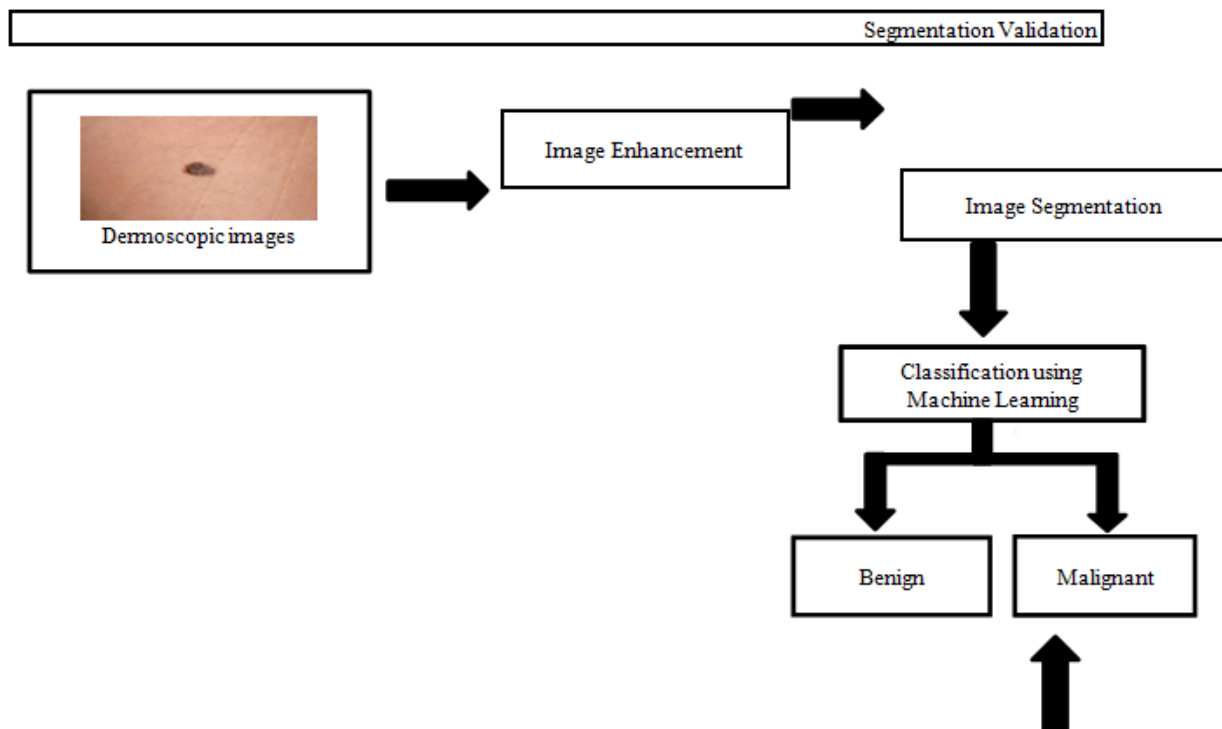 Segmentation Validation
Image Enhancement
Dermoscopic images
Image Segmentation
Classification using
Machine Learning
Benign
Malignant